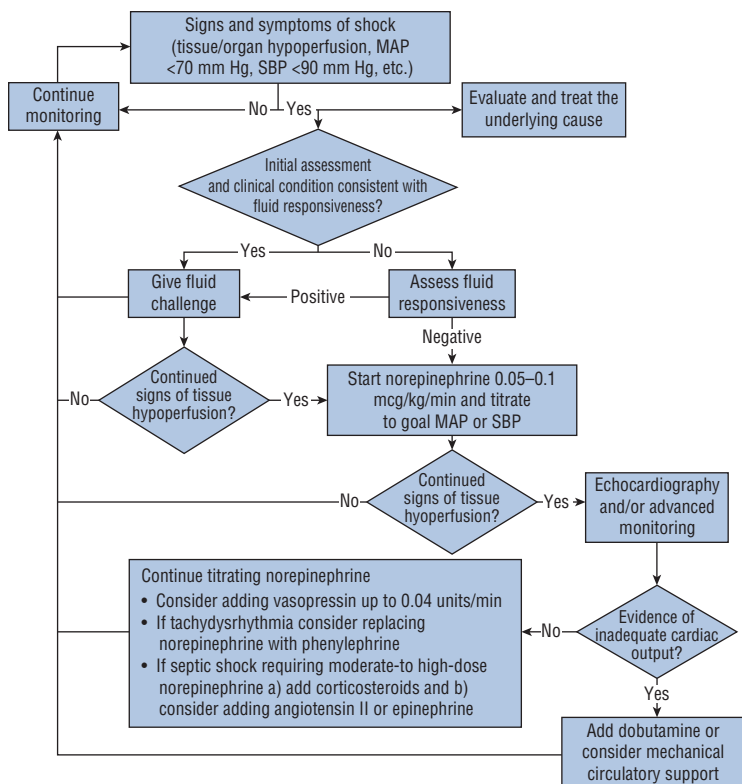 Signs and symptoms of shock
(tissue/organ hypoperfusion, MAP
<70 mm Hg, SBP <90 mm Hg, etc.)
Continue
monitoring
No
Yes
Evaluate and treat the
underlying cause
Initial assessment
and clinical condition consistent with
fluid responsiveness?
Yes
No
Give fluid
challenge
Positive
Assess fluid
responsiveness
Negative
No
Continued
signs of tissue
hypoperfusion?
Yes
Start norepinephrine 0.05–0.1
mcg/kg/min and titrate
to goal MAP or SBP
No
Continued
signs of tissue
hyoperfusion?
Yes
Echocardiography
and/or advanced
monitoring
Continue titrating norepinephrine
• Consider adding vasopressin up to 0.04 units/min
• If tachydysrhythmia consider replacing
norepinephrine with phenylephrine
• If septic shock requiring moderate-to high-dose
norepinephrine a) add corticosteroids and b)
consider adding angiotensin II or epinephrine
No
Evidence of
inadequate cardiac
output?
Yes
Add dobutamine or
consider mechanical
circulatory support